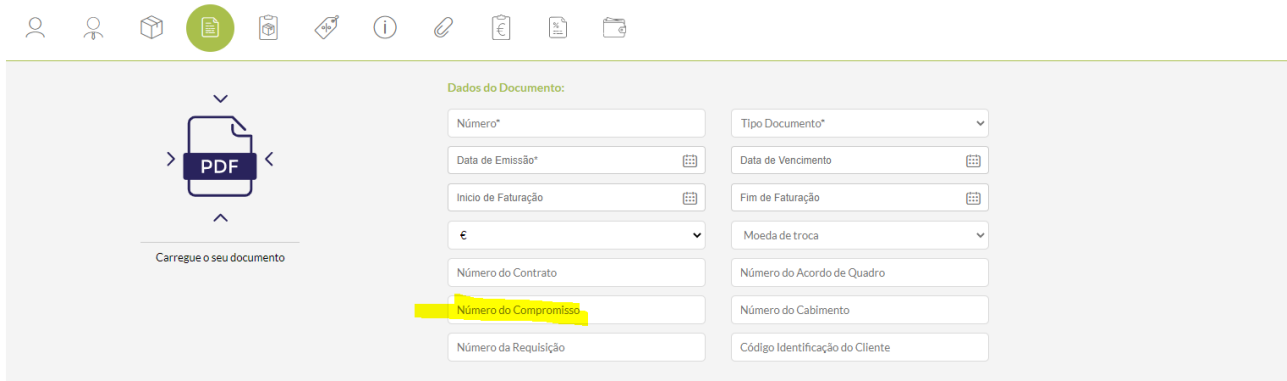 Dados do Documento:
Número*
Tipo Documento*
Data de Emissão*
Data de Vencimento
PDF
Inicio de Faturação
Fim de Faturação
€
Moeda de troca
Carregue o seu documento
Número do Contrato
Número do Acordo de Quadro
Número do Compromisso
Número do Cabimento
Número da Requisição
Código Identificação do Cliente